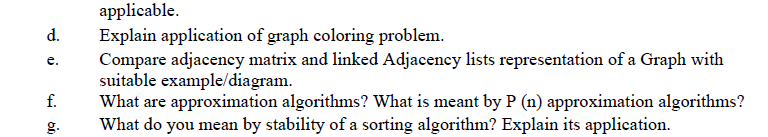 applicable.
d. Explain application of graph coloring problem.
e. Compare adjacency matrix and linked Adjacency lists representation of a Graph with
suitable example/diagram.
f. What are approximation algorithms? What is meant by P (n) approximation algorithms?
g. What do you mean by stability of a sorting algorithm? Explain its application.